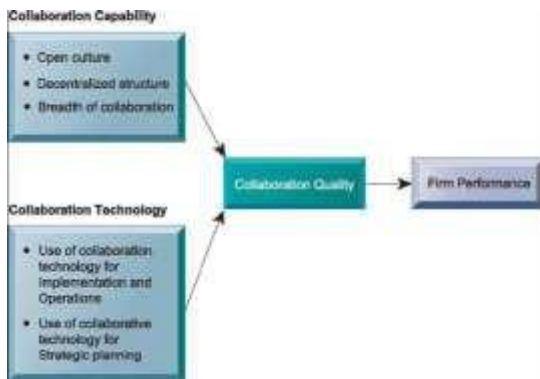 Collaboration Capability
• Open culture
• Decentralized structure
• Breadth of collaboration
Collaboration Quality
Firm Performance
Collaboration Technology
• Use of collaboration
technology for
Implementation and
Operations
• Use of collaborative
technology for
Strategic planning